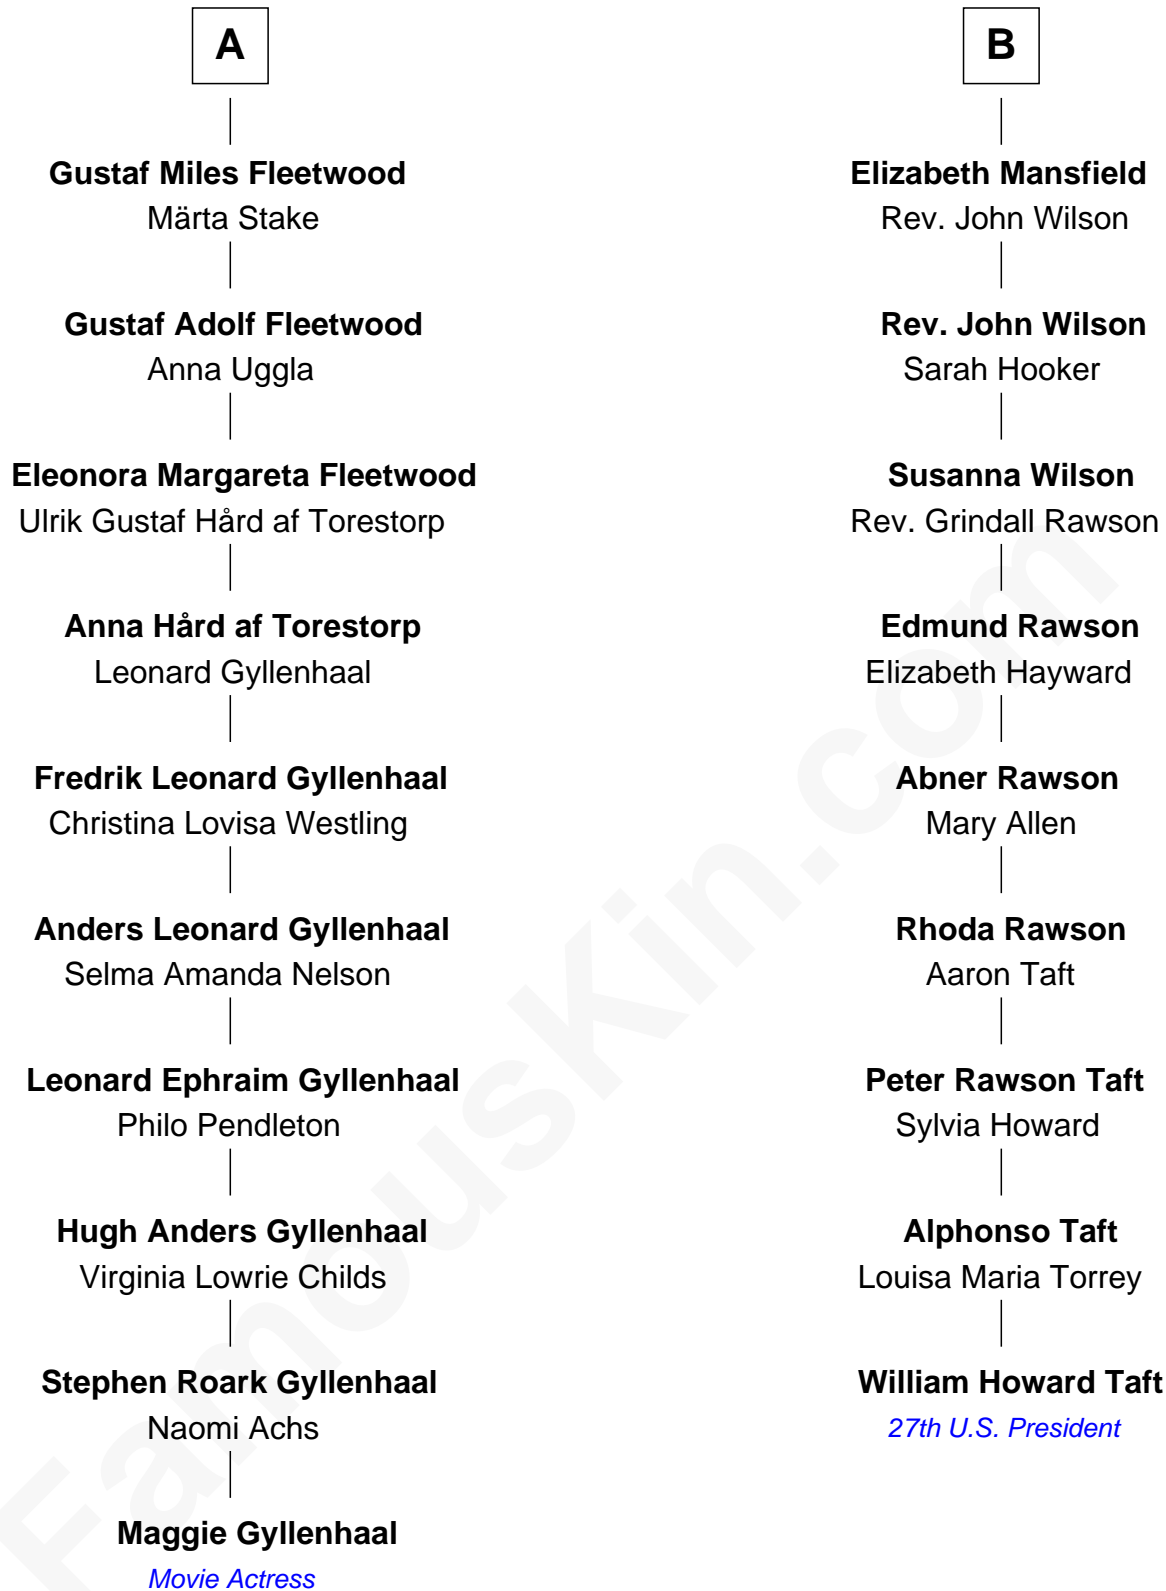 A
Gustaf Miles Fleetwood
Märta Stake
Gustaf Adolf Fleetwood
Anna Uggla
Eleonora Margareta Fleetwood
Ulrik Gustaf Hård af Torestorp
Anna Hård af Torestorp
Leonard Gyllenhaal
Fredrik Leonard Gyllenhaal
Christina Lovisa Westling
Anders Leonard Gyllenhaal
Selma Amanda Nelson
Leonard Ephraim Gyllenhaal
Philo Pendleton
Hugh Anders Gyllenhaal
Virginia Lowrie Childs
Stephen Roark Gyllenhaal
Naomi Achs
Maggie Gyllenhaal
Movie Actress
B
Elizabeth Mansfield
Rev. John Wilson
Rev. John Wilson
Sarah Hooker
Susanna Wilson
Rev. Grindall Rawson
Edmund Rawson
Elizabeth Hayward
Abner Rawson
Mary Allen
Rhoda Rawson
Aaron Taft
Peter Rawson Taft
Sylvia Howard
Alphonso Taft
Louisa Maria Torrey
William Howard Taft
27th U.S. President
FamousKin.com